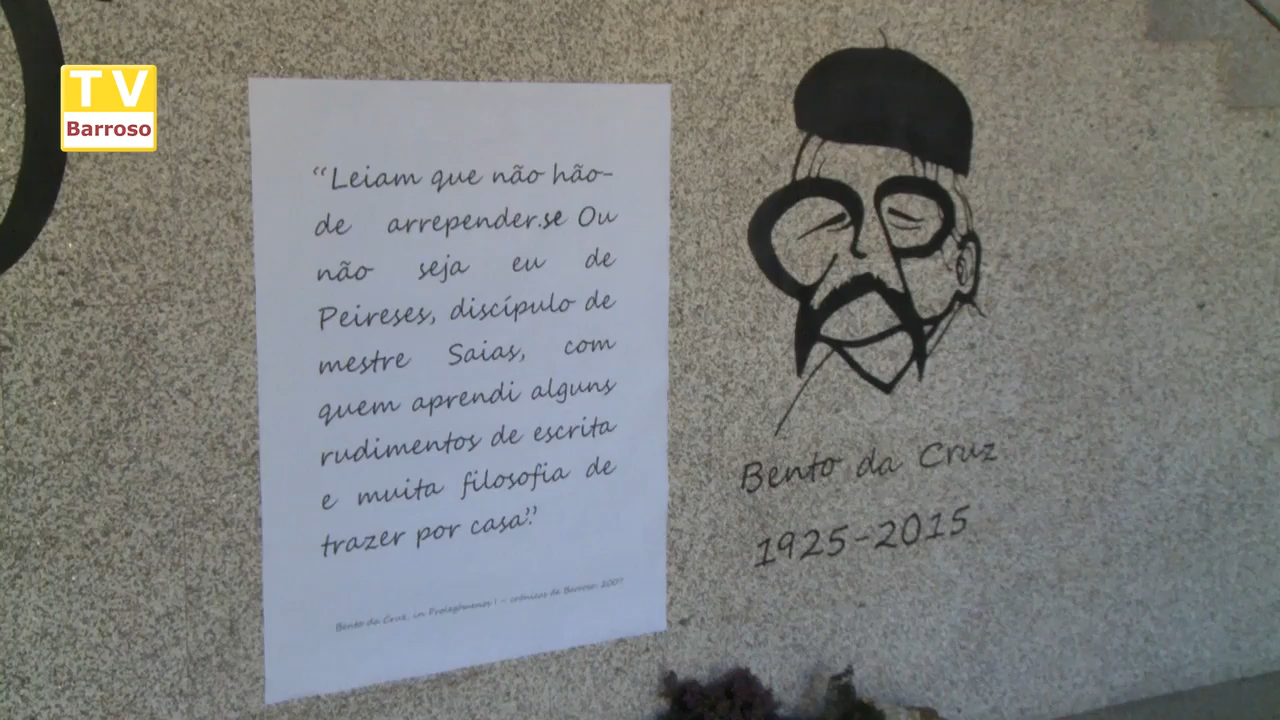 TV
Barroso
“Leiam que não hão-
de arrepender.se Ou
não seja eu de
Peireses, discípulo de
mestre Saias, com
quem aprendi alguns
rudimentos de escrita
e muita filosofia de
trazer por casa”.
Bento da Cruz, in Prolegómenos I – crónicas de Barroso, 2007
Bento da Cruz
1925-2015